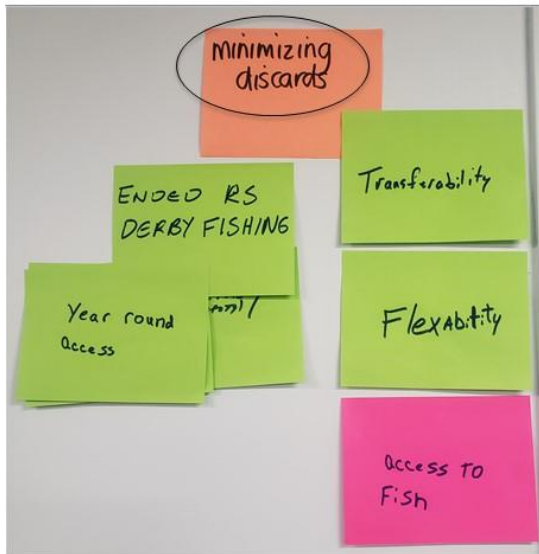 minimizing
discards
Transferability
ENDED RS
DERBY FISHING
Year round
access
Flexability
access to
Fish